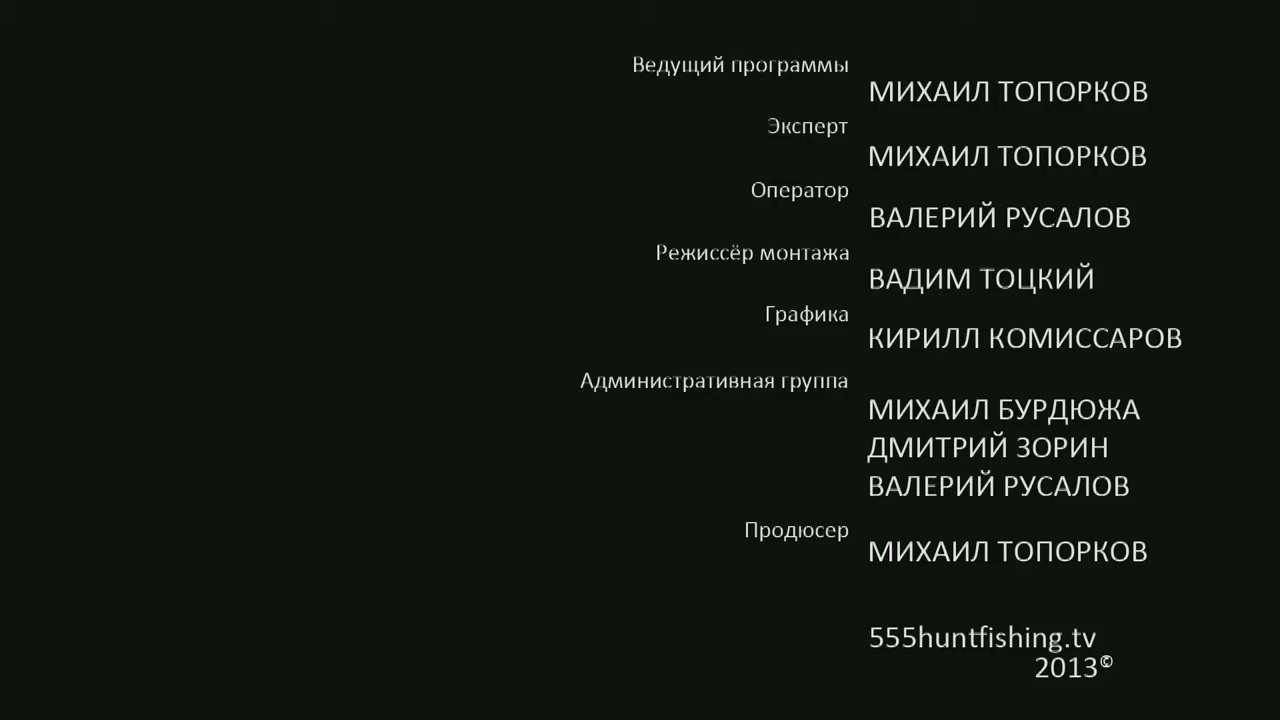 Ведущий программы
МИХАИЛ ТОПОРКОВ
Эксперт
МИХАИЛ ТОПОРКОВ
Оператор
ВАЛЕРИЙ РУСАЛОВ
Режиссёр монтажа
ВАДИМ ТОЦКИЙ
Графика
КИРИЛЛ КОМИССАРОВ
Административная группа
МИХАИЛ БУРДЮЖА
ДМИТРИЙ ЗОРИН
ВАЛЕРИЙ РУСАЛОВ
Продюсер
МИХАИЛ ТОПОРКОВ
555huntfishing.tv
2013©